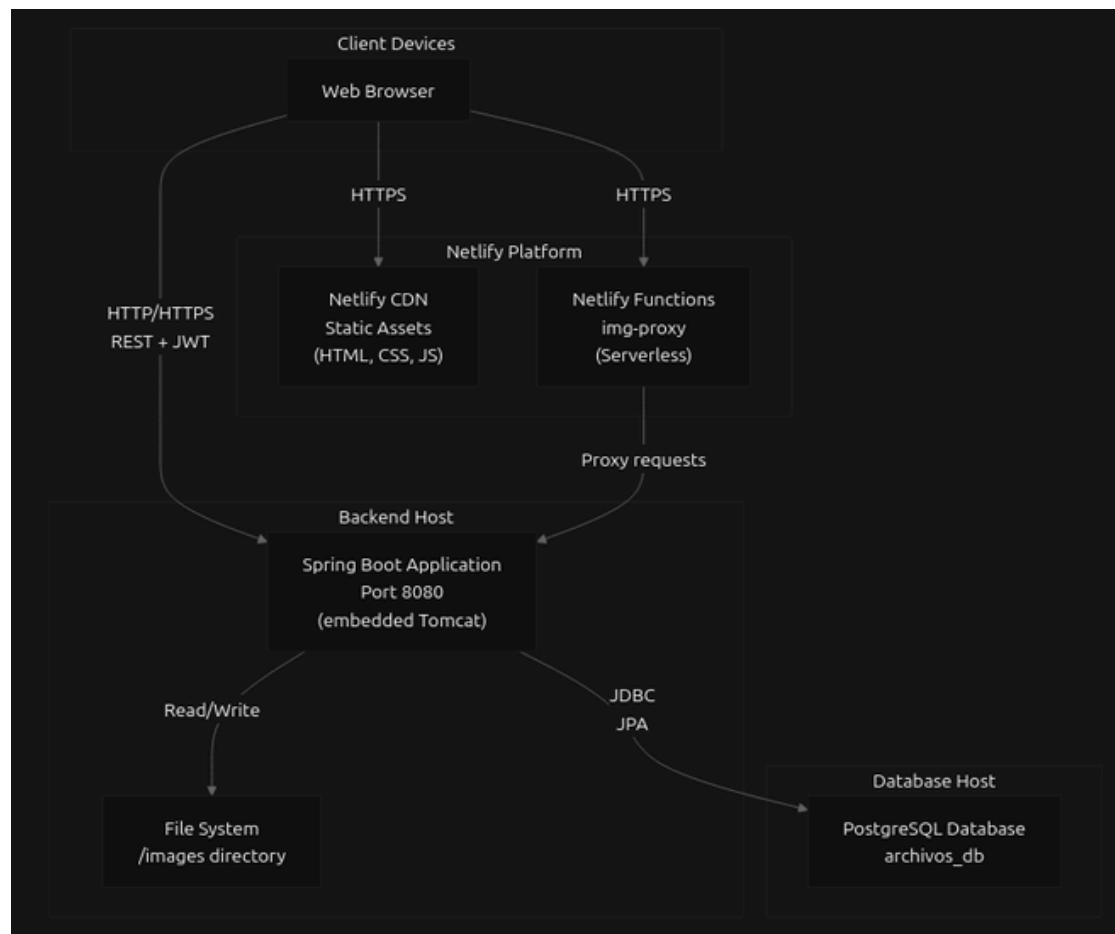 Client Devices
Web Browser
HTTPS
HTTPS
Netlify Platform
Netlify CDN
Static Assets
(HTML, CSS, JS)
Netlify Functions
img-proxy
(Serverless)
HTTP/HTTPS
REST + JWT
Proxy requests
Backend Host
Spring Boot Application
Port 8080
(embedded Tomcat)
Read/Write
JDBC
JPA
File System
/images directory
Database Host
PostgreSQL Database
archivos_db